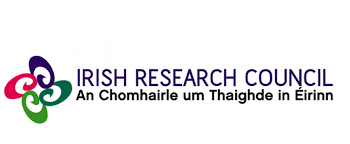 IRISH RESEARCH COUNCIL
An Chomhairle um Thaighde in Éirinn